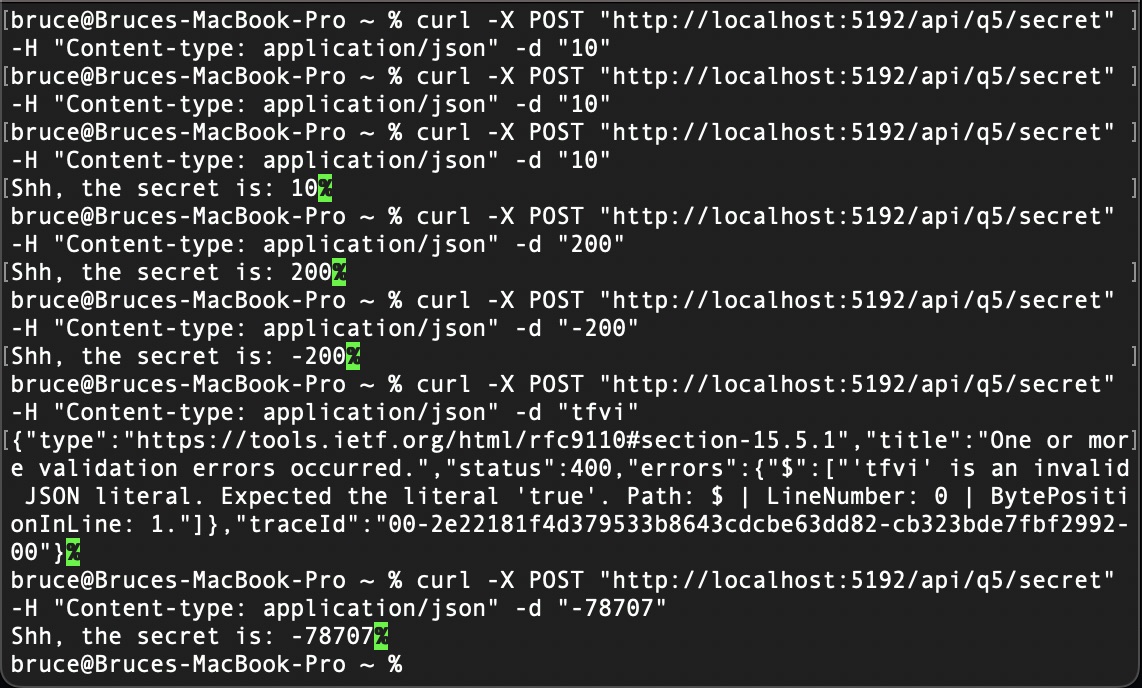 [bruce@Bruces-MacBook-Pro ~ % curl -X POST "http://localhost:5192/api/q5/secret" ]
-H "Content-type: application/json" -d "10"
[bruce@Bruces-MacBook-Pro ~ % curl -X POST "http://localhost:5192/api/q5/secret" ]
-H "Content-type: application/json" -d "10"
[bruce@Bruces-MacBook-Pro ~ % curl -X POST "http://localhost:5192/api/q5/secret" ]
-H "Content-type: application/json" -d "10"
[Shh, the secret is: 10% ]
bruce@Bruces-MacBook-Pro ~ % curl -X POST "http://localhost:5192/api/q5/secret"
-H "Content-type: application/json" -d "200"
[Shh, the secret is: 200% ]
bruce@Bruces-MacBook-Pro ~ % curl -X POST "http://localhost:5192/api/q5/secret"
-H "Content-type: application/json" -d "-200"
[Shh, the secret is: -200% ]
bruce@Bruces-MacBook-Pro ~ % curl -X POST "http://localhost:5192/api/q5/secret"
-H "Content-type: application/json" -d "tfvi"
[{"type":"https://tools.ietf.org/html/rfc9110#section-15.5.1","title":"One or mor]
e validation errors occurred.","status":400,"errors":{"$":["'tfvi' is an invalid
 JSON literal. Expected the literal 'true'. Path: $ | LineNumber: 0 | BytePositi
onInLine: 1."]},"traceId":"00-2e22181f4d379533b8643cdcbe63dd82-cb323bde7fbf2992-
00"}%
bruce@Bruces-MacBook-Pro ~ % curl -X POST "http://localhost:5192/api/q5/secret"
-H "Content-type: application/json" -d "-78707"
Shh, the secret is: -78707%
bruce@Bruces-MacBook-Pro ~ %